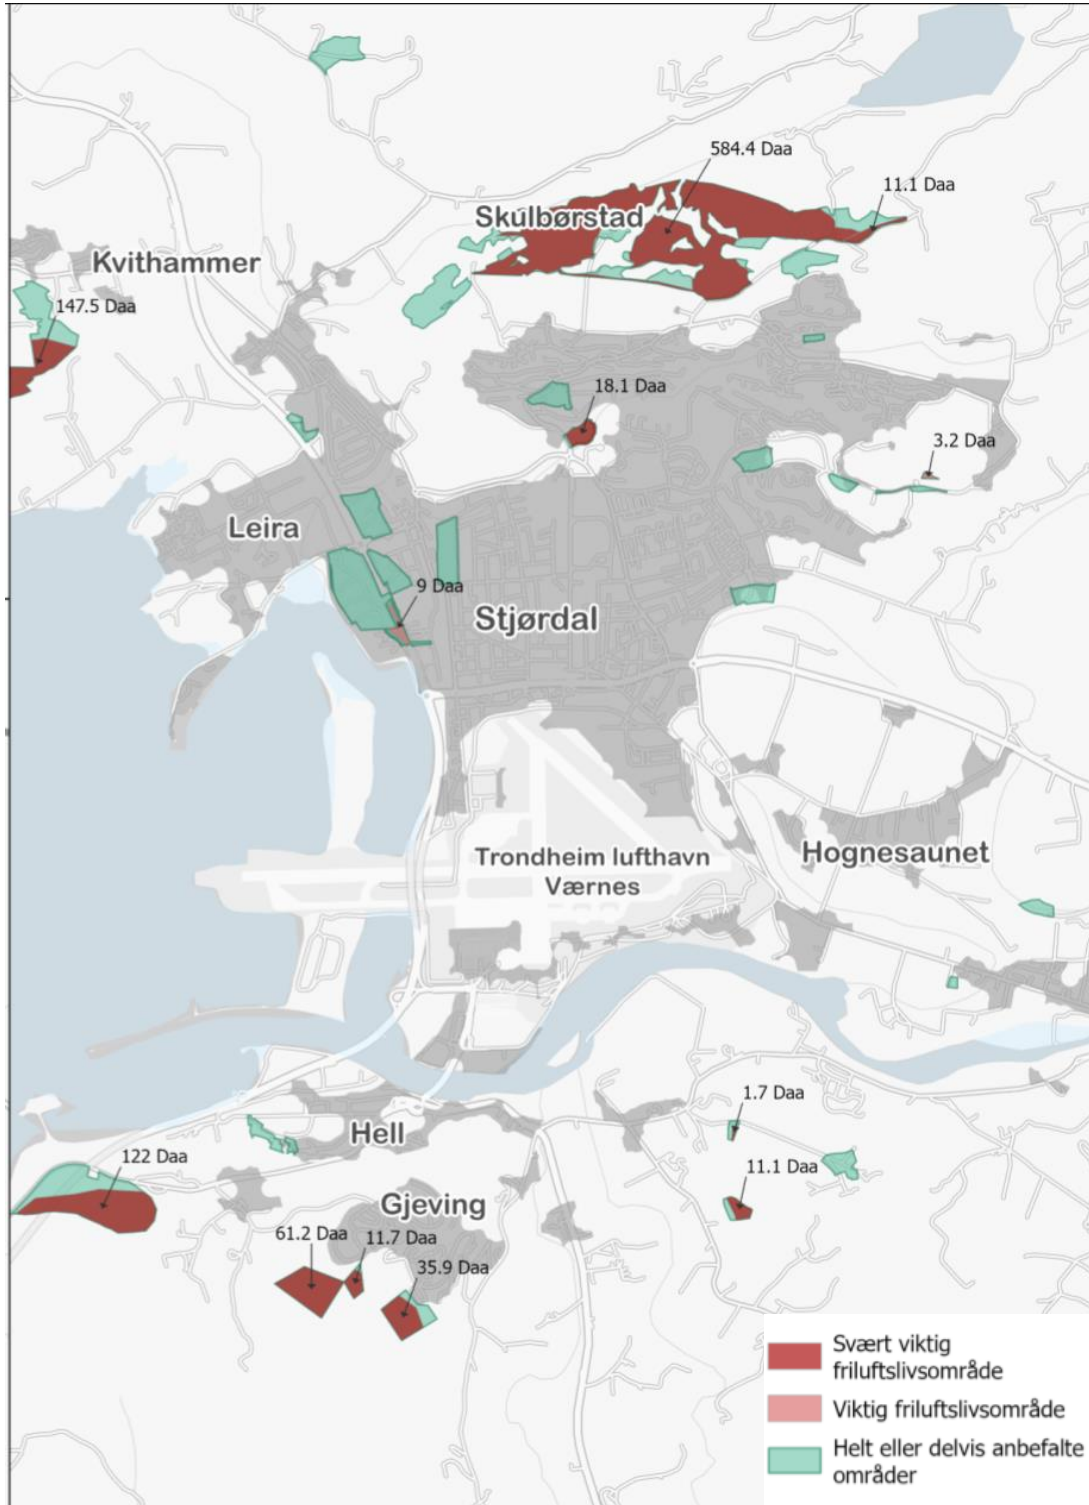 584.4 Daa
11.1 Daa
Skulbørstad
Kvithammer
147.5 Daa
18.1 Daa
3.2 Daa
Leira
9 Daa
Stjørdal
Trondheim lufthavn
Værnes
Hognesaunet
1.7 Daa
Hell
122 Daa
11.1 Daa
Gjeving
61.2 Daa
11.7 Daa
35.9 Daa
Svært viktig
friluftslivsområde
Viktig friluftslivsområde
Helt eller delvis anbefalte
områder